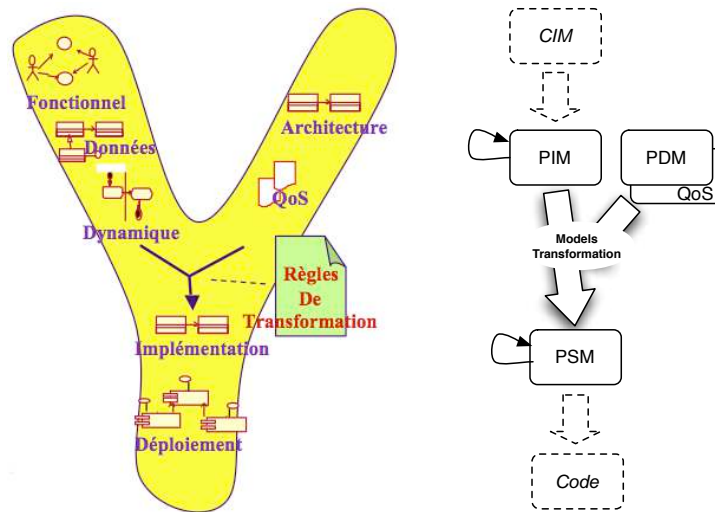 Fonctionnel
Données
Dynamique
Architecture
QoS
Règles
De
Transformation
Implémentation
Déploiement
CIM
PIM
PDM
QoS
Models
Transformation
PSM
Code